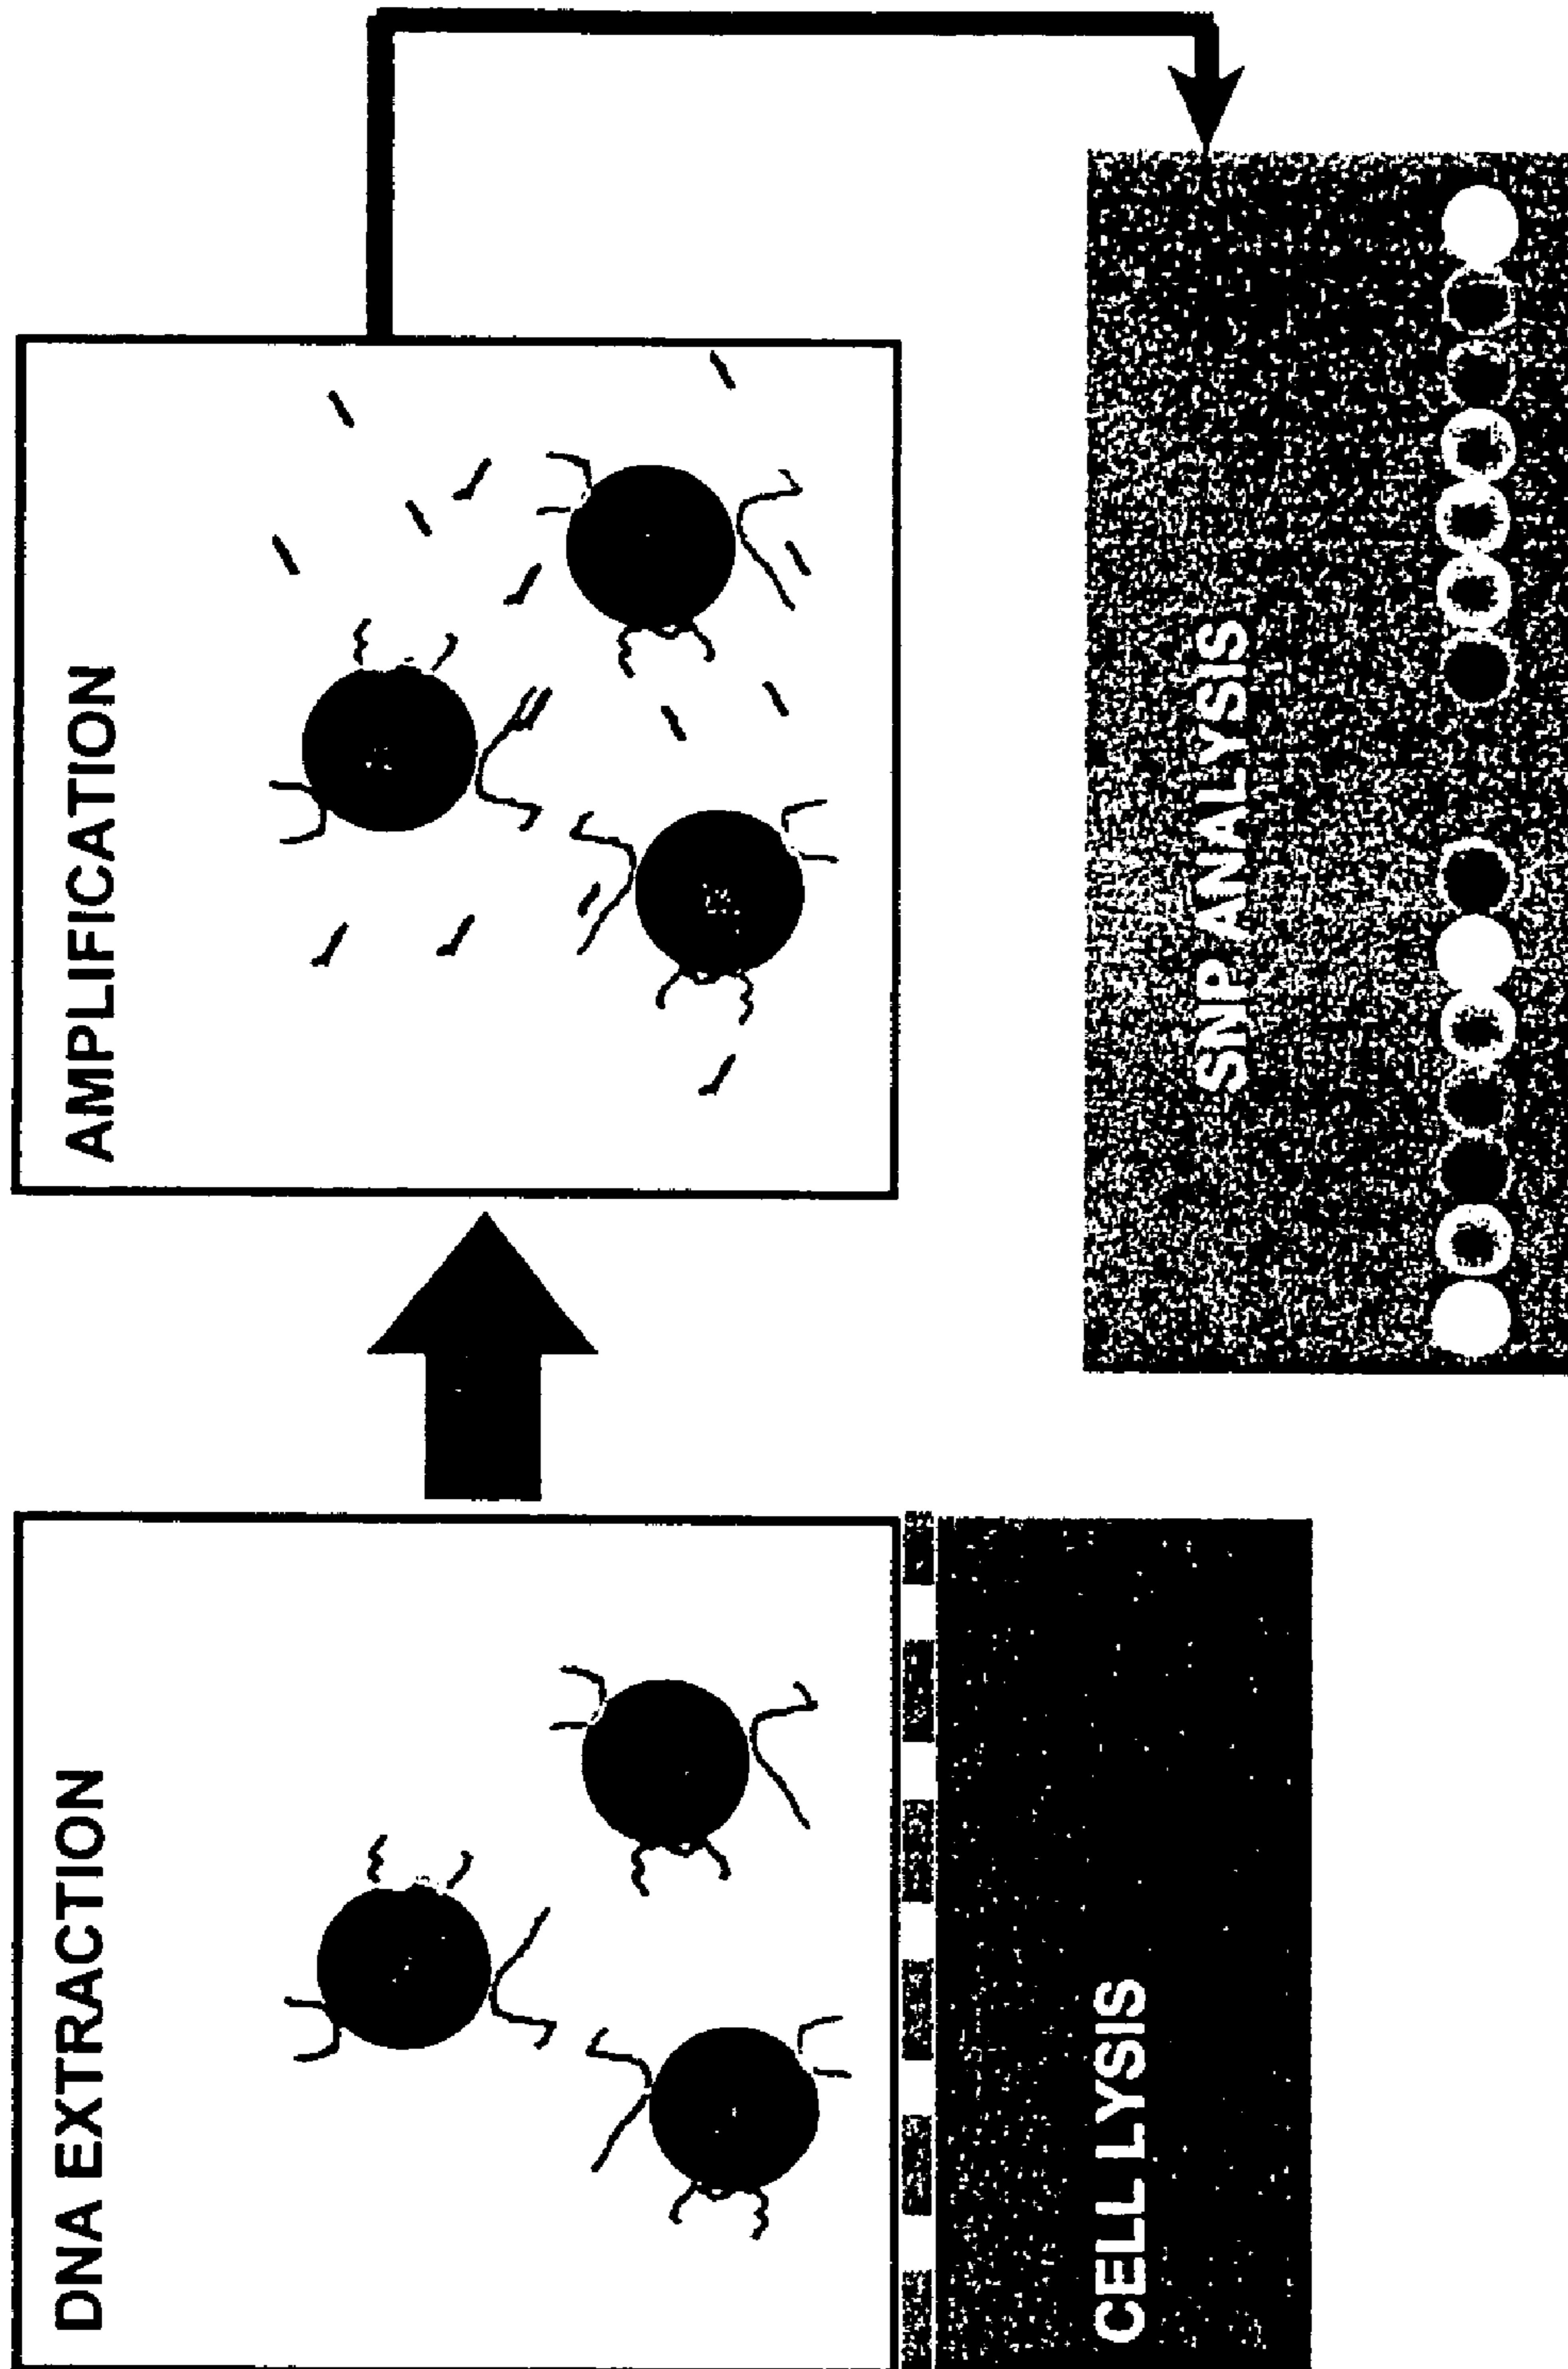 DNA EXTRACTION
CELL LYSIS
AMPLIFICATION
SNP ANALYSIS